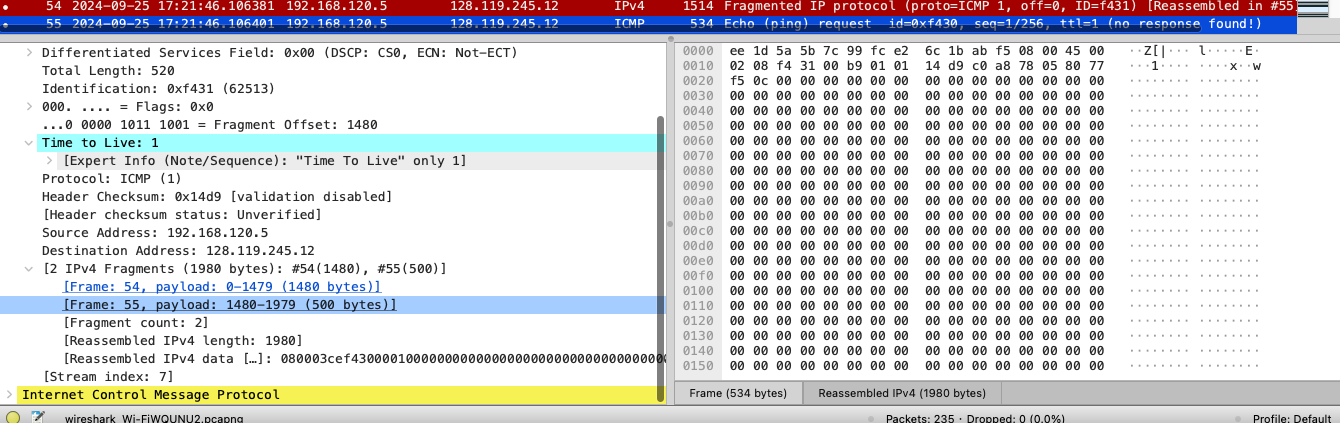 54 2024-09-25 17:21:46.106381 192.168.120.5 128.119.245.12 IPv4 1514 Fragmented IP protocol (proto=ICMP 1, off=0, ID=f431) [Reassembled in #55
55 2024-09-25 17:21:46.106401 192.168.120.5 128.119.245.12 ICMP 534 Echo (ping) request id=0xf430, seq=1/256, ttl=1 (no response found!)
Differentiated Services Field: 0x00 (DSCP: CS0, ECN: Not-ECT)
Total Length: 520
Identification: 0xf431 (62513)
000. .... = Flags: 0x0
...0 0000 1011 1001 = Fragment Offset: 1480
Time to Live: 1
[Expert Info (Note/Sequence): "Time To Live" only 1]
Protocol: ICMP (1)
Header Checksum: 0x14d9 [validation disabled]
[Header checksum status: Unverified]
Source Address: 192.168.120.5
Destination Address: 128.119.245.12
[2 IPv4 Fragments (1980 bytes): #54(1480), #55(500)]
[Frame: 54, payload: 0-1479 (1480 bytes)]
[Frame: 55, payload: 1480-1979 (500 bytes)]
[Fragment count: 2]
[Reassembled IPv4 length: 1980]
[Reassembled IPv4 data […]:
[Stream index: 7]
Internet Control Message Protocol
0000 ee 1d 5a 5b 7c 99 fc e2 6c 1b ab f5 08 00 45 00 ··Z[|··· l·····E·
0010 02 08 f4 31 00 b9 01 01 14 d9 c0 a8 78 05 80 77 ···1···· ····x··w
0020 f5 0c 00 00 00 00 00 00 00 00 00 00 00 00 00 00 ········ ········
0030 00 00 00 00 00 00 00 00 00 00 00 00 00 00 00 00 ········ ········
0040 00 00 00 00 00 00 00 00 00 00 00 00 00 00 00 00 ········ ········
0050 00 00 00 00 00 00 00 00 00 00 00 00 00 00 00 00 ········ ········
0060 00 00 00 00 00 00 00 00 00 00 00 00 00 00 00 00 ········ ········
0070 00 00 00 00 00 00 00 00 00 00 00 00 00 00 00 00 ········ ········
0080 00 00 00 00 00 00 00 00 00 00 00 00 00 00 00 00 ········ ········
0090 00 00 00 00 00 00 00 00 00 00 00 00 00 00 00 00 ········ ········
00a0 00 00 00 00 00 00 00 00 00 00 00 00 00 00 00 00 ········ ········
00b0 00 00 00 00 00 00 00 00 00 00 00 00 00 00 00 00 ········ ········
00c0 00 00 00 00 00 00 00 00 00 00 00 00 00 00 00 00 ········ ········
00d0 00 00 00 00 00 00 00 00 00 00 00 00 00 00 00 00 ········ ········
00e0 00 00 00 00 00 00 00 00 00 00 00 00 00 00 00 00 ········ ········
00f0 00 00 00 00 00 00 00 00 00 00 00 00 00 00 00 00 ········ ········
0100 00 00 00 00 00 00 00 00 00 00 00 00 00 00 00 00 ········ ········
0110 00 00 00 00 00 00 00 00 00 00 00 00 00 00 00 00 ········ ········
0120 00 00 00 00 00 00 00 00 00 00 00 00 00 00 00 00 ········ ········
0130 00 00 00 00 00 00 00 00 00 00 00 00 00 00 00 00 ········ ········
0140 00 00 00 00 00 00 00 00 00 00 00 00 00 00 00 00 ········ ········
0150 00 00 00 00 00 00 00 00 00 00 00 00 00 00 00 00 ········ ········
Frame (534 bytes) Reassembled IPv4 (1980 bytes)
wireshark_Wi-FiWQUNU2.pcapng Packets: 235 · Dropped: 0 (0.0%) Profile: Default